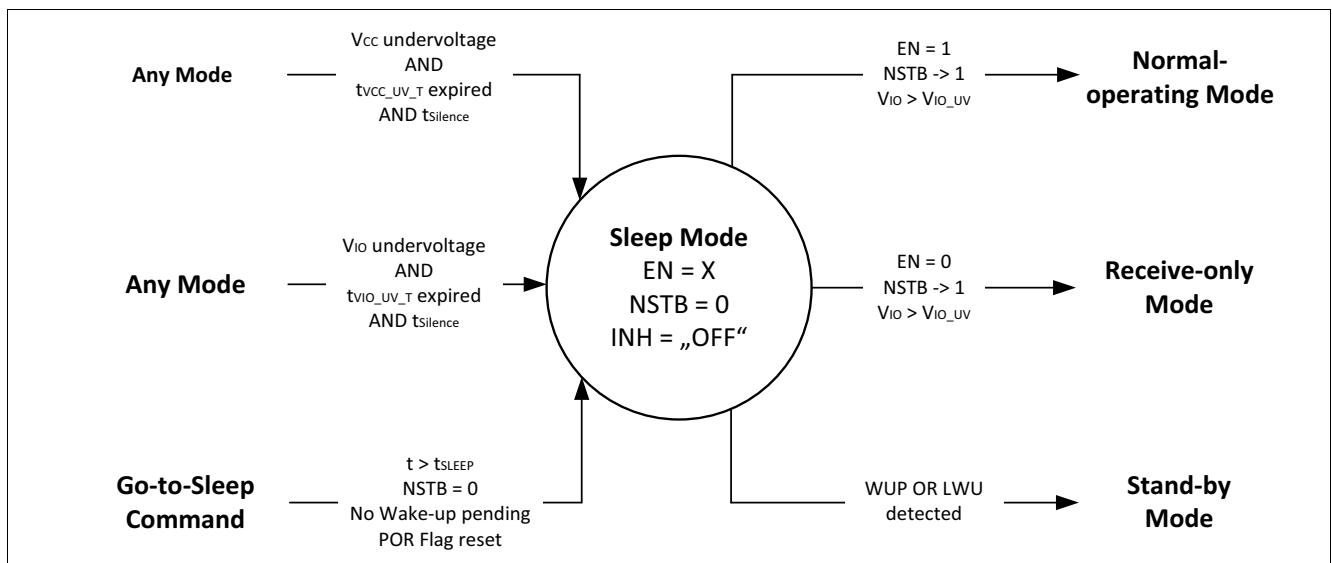 Any Mode
VCC undervoltage
AND
tVCC_UV_T expired
AND tSilence
EN = 1
NSTB -> 1
VIO > VIO_UV
Normal-
operating Mode
Any Mode
VIO undervoltage
AND
tVIO_UV_T expired
AND tSilence
Sleep Mode
EN = X
NSTB = 0
INH = „OFF“
EN = 0
NSTB -> 1
VIO > VIO_UV
Receive-only
Mode
Go-to-Sleep
Command
t > tSLEEP
NSTB = 0
No Wake-up pending
POR Flag reset
WUP OR LWU
detected
Stand-by
Mode